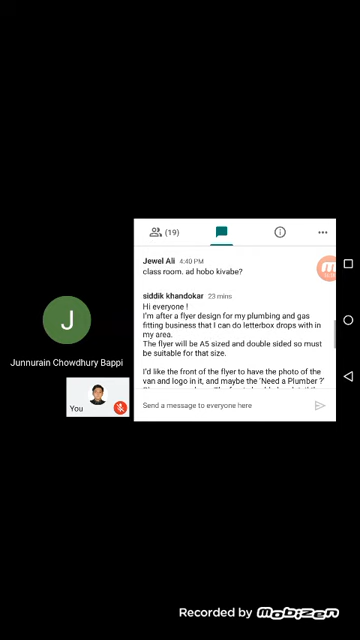 (19)
Jewel Ali 4:40 PM
class room. ad hobo kivabe?
siddik khandokar 23 mins
Hi everyone !
I'm after a flyer design for my plumbing and gas
fitting business that I can do letterbox drops with in
my area.
The flyer will be A5 sized and double sided so must
be suitable for that size.
I'd like the front of the flyer to have the photo of the
van and logo in it, and maybe the 'Need a Plumber ?'
Send a message to everyone here
J
Junnurain Chowdhury Bappi
You
Recorded by mobizen